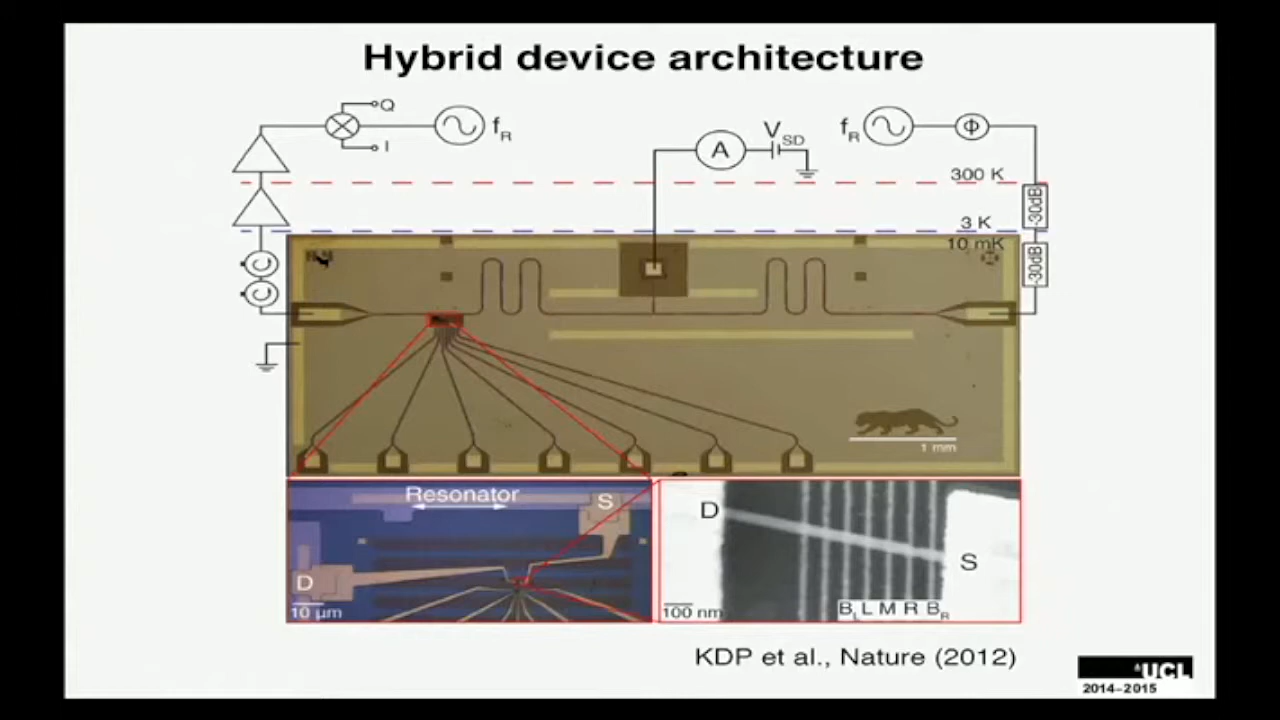 Hybrid device architecture
Q
I
f_R
A
V_SD
f_R
Φ
300 K
3 K
10 mK
-30dB
-30dB
1 mm
Resonator
S
D
10 µm
D
S
100 nm
B_L L M R B_R
KDP et al., Nature (2012)
UCL
2014–2015